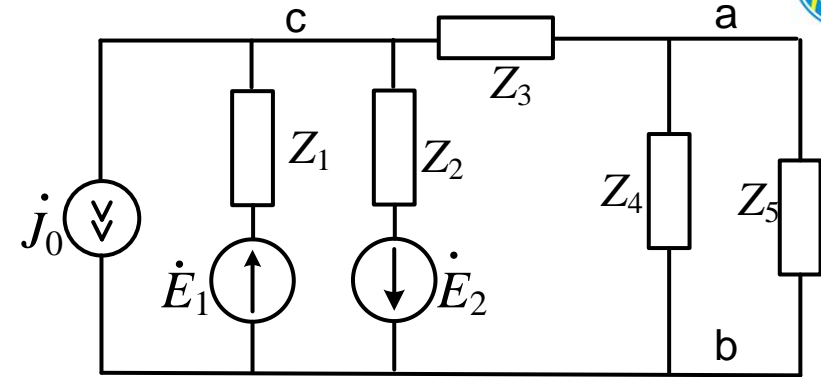 c
a
Z₃
Z₁
Z₂
Z₄
Z₅
J̇₀
Ė₁
Ė₂
b